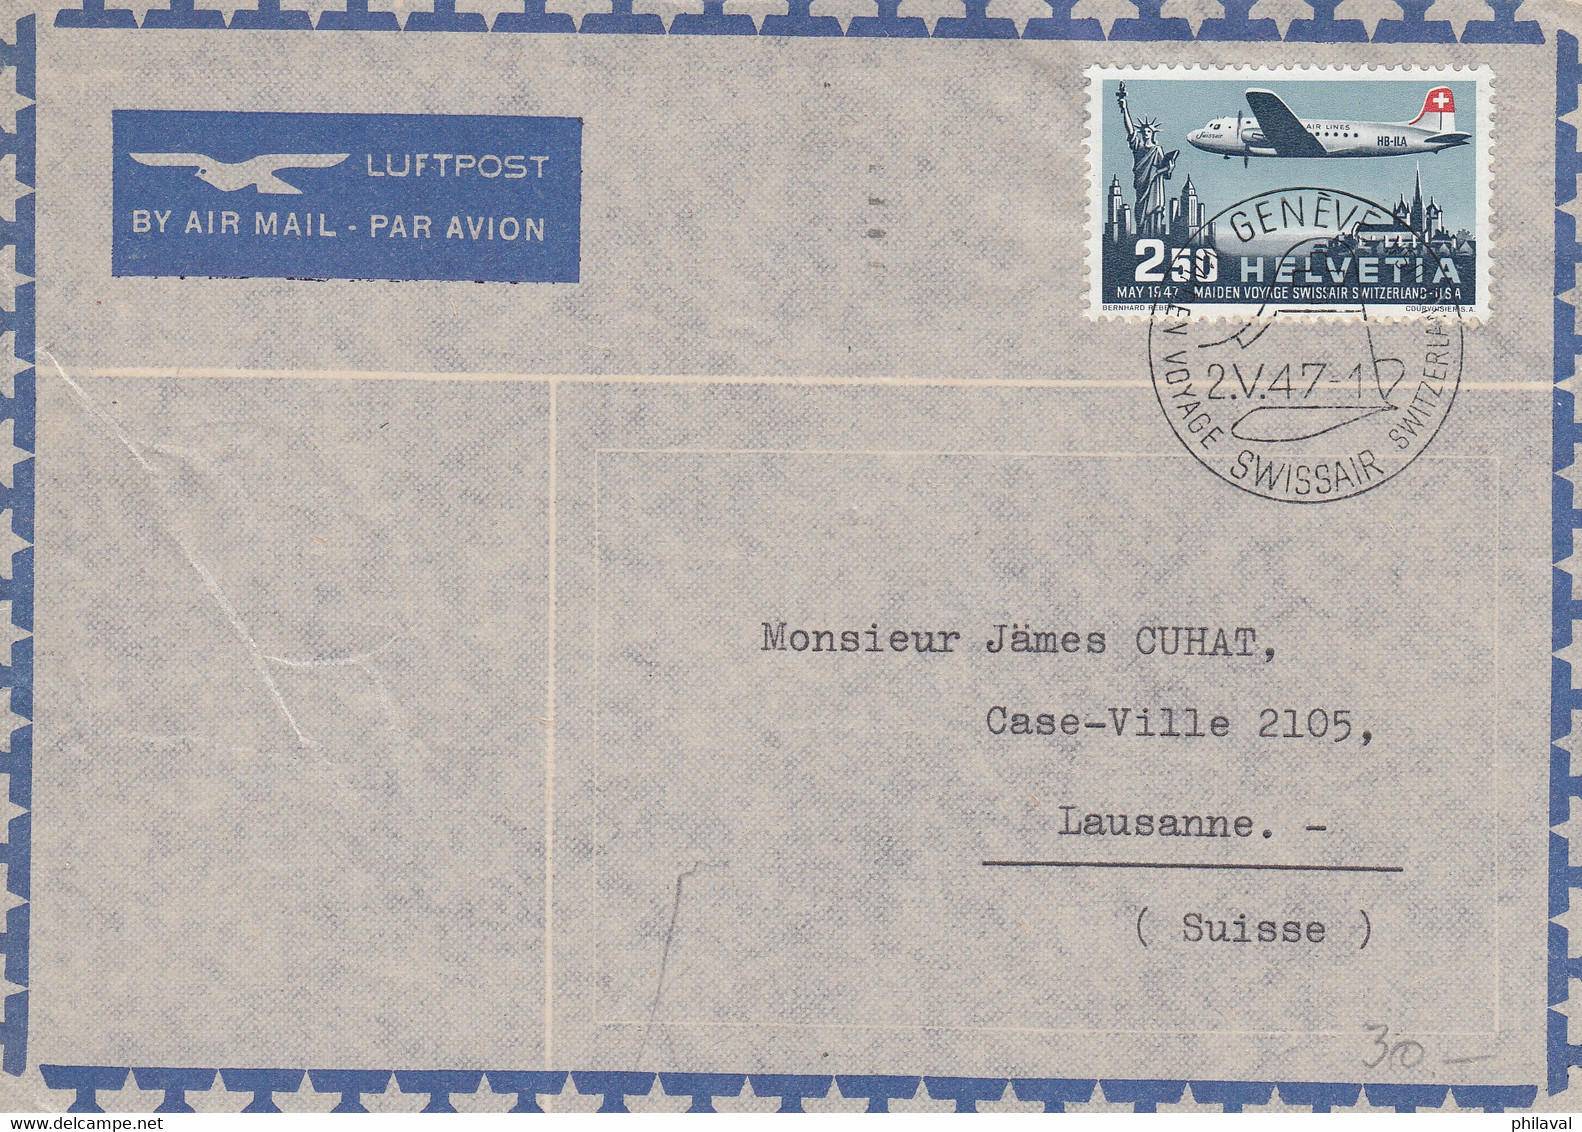 LUFTPOST
BY AIR MAIL - PAR AVION
Swissair
AIR LINES
HB-ILA
2 50 HELVETIA
MAY 1947 MAIDEN VOYAGE SWISSAIR SWITZERLAND-USA
COURVOISIER S.A.
GENÈVE
VOYAGE SWISSAIR
2.V.47-1
Monsieur Jämes CUHAT,
Case-Ville 2105,
Lausanne. -
( Suisse )
30.-
philaval
delcampe.net